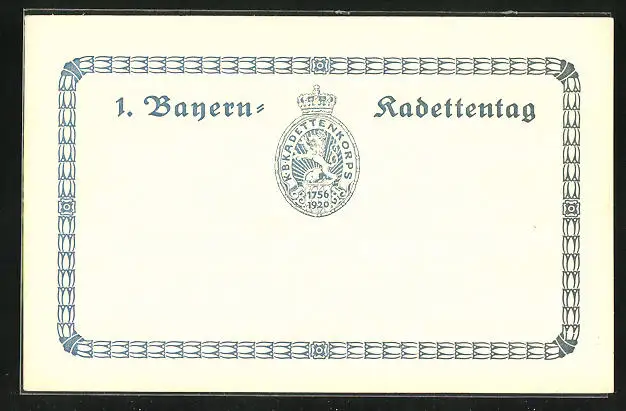 1. Bayern- Kadettentag
K·B·KADETTENKORPS
1756
1920